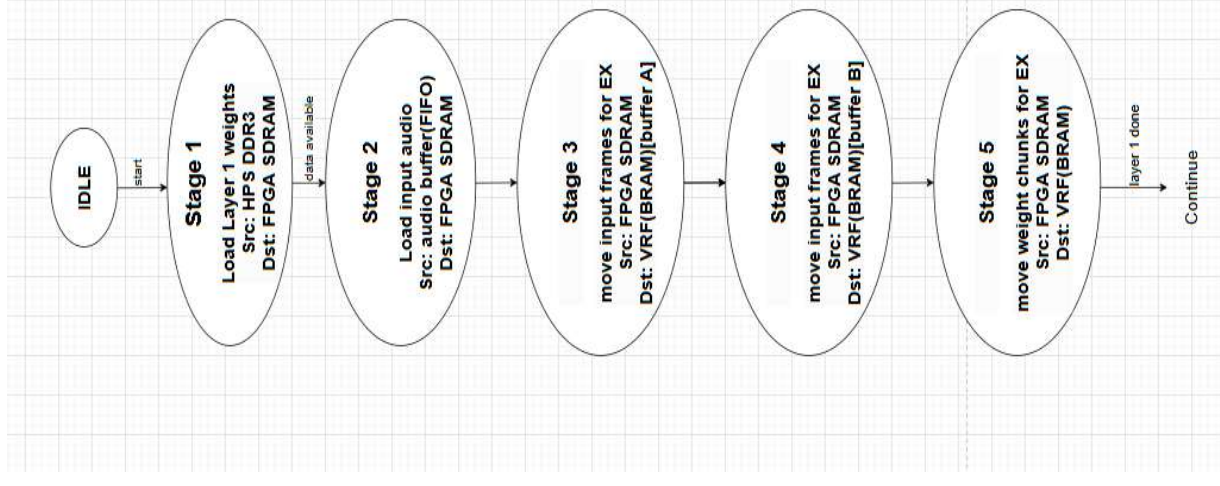 IDLE
start
Stage 1
Load Layer 1 weights
Src: HPS DDR3
Dst: FPGA SDRAM
data available
Stage 2
Load input audio
Src: audio buffer(FIFO)
Dst: FPGA SDRAM
Stage 3
move input frames for EX
Src: FPGA SDRAM
Dst: VRF(BRAM)[buffer A]
Stage 4
move input frames for EX
Src: FPGA SDRAM
Dst: VRF(BRAM)[buffer B]
Stage 5
move weight chunks for EX
Src: FPGA SDRAM
Dst: VRF(BRAM)
layer 1 done
Continue